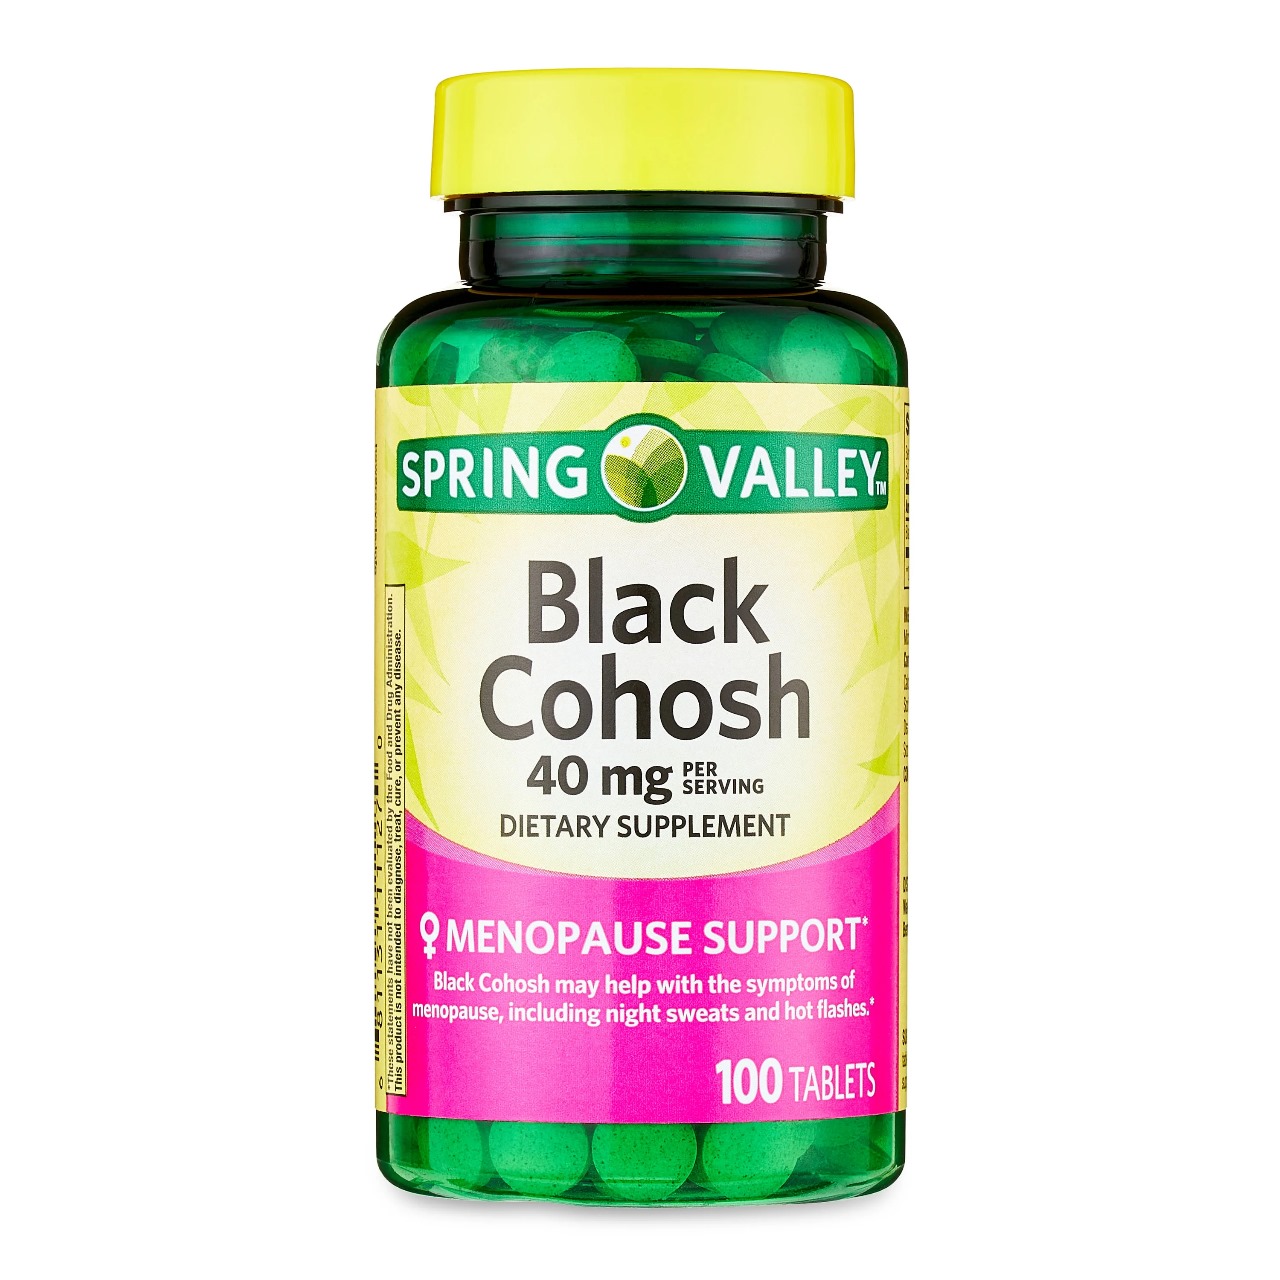 SPRING VALLEY™
Black
Cohosh
40 mg PER
SERVING
DIETARY SUPPLEMENT
♀ MENOPAUSE SUPPORT*
Black Cohosh may help with the symptoms of
menopause, including night sweats and hot flashes.*
100 TABLETS
*These statements have not been evaluated by the Food and Drug Administration.
This product is not intended to diagnose, treat, cure, or prevent any disease.